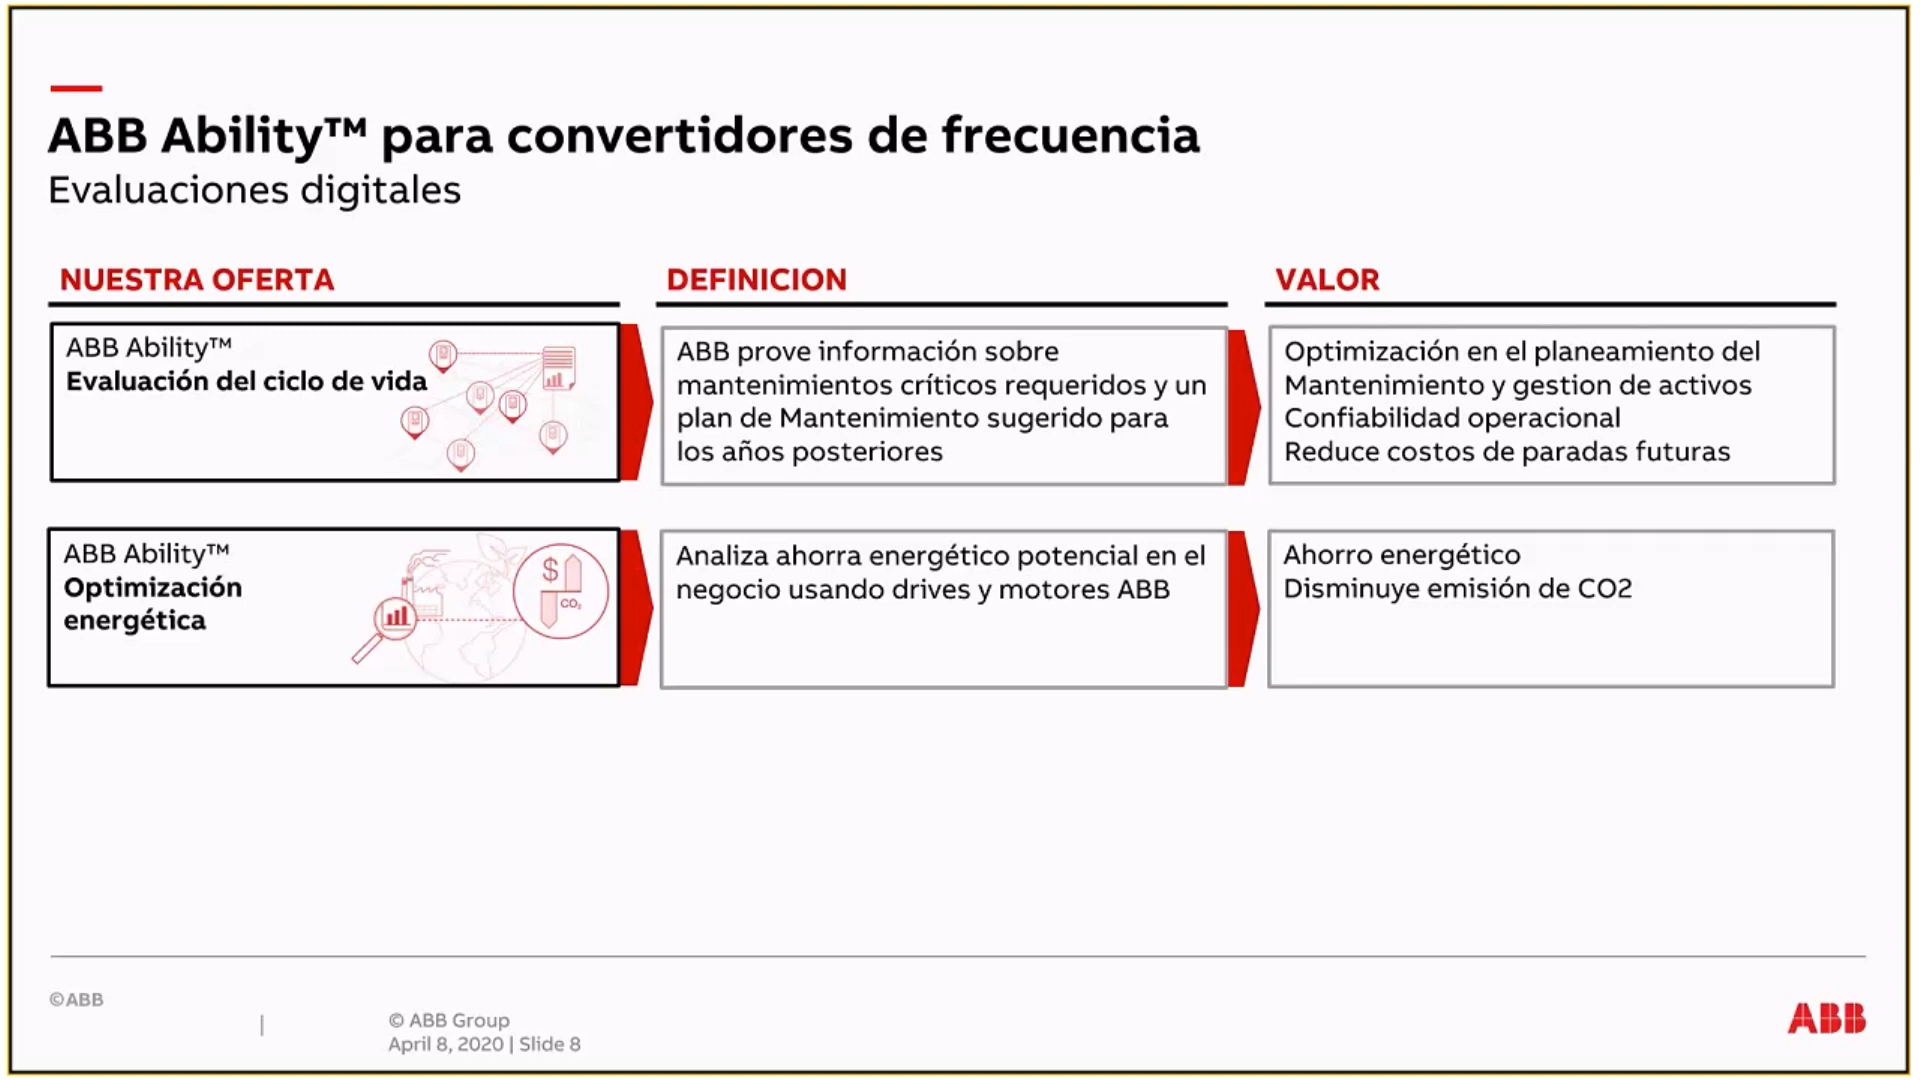 ABB Ability™ para convertidores de frecuencia
Evaluaciones digitales
NUESTRA OFERTA
DEFINICION
VALOR
ABB Ability™
Evaluación del ciclo de vida
ABB prove información sobre
mantenimientos críticos requeridos y un
plan de Mantenimiento sugerido para
los años posteriores
Optimización en el planeamiento del
Mantenimiento y gestion de activos
Confiabilidad operacional
Reduce costos de paradas futuras
ABB Ability™
Optimización
energética
$
CO₂
Analiza ahorra energético potencial en el
negocio usando drives y motores ABB
Ahorro energético
Disminuye emisión de CO2
©ABB
|
© ABB Group
April 8, 2020 | Slide 8
ABB